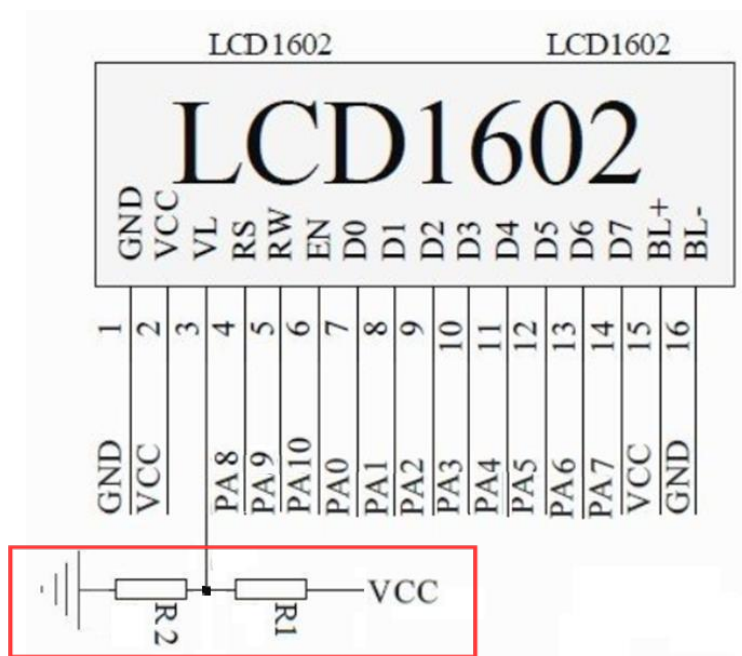 LCD1602 LCD1602
LCD1602
GND VCC VL RS RW EN D0 D1 D2 D3 D4 D5 D6 D7 BL+ BL-
1 2 3 4 5 6 7 8 9 10 11 12 13 14 15 16
GND VCC PA8 PA9 PA10 PA0 PA1 PA2 PA3 PA4 PA5 PA6 PA7 VCC GND
VCC
R2 R1